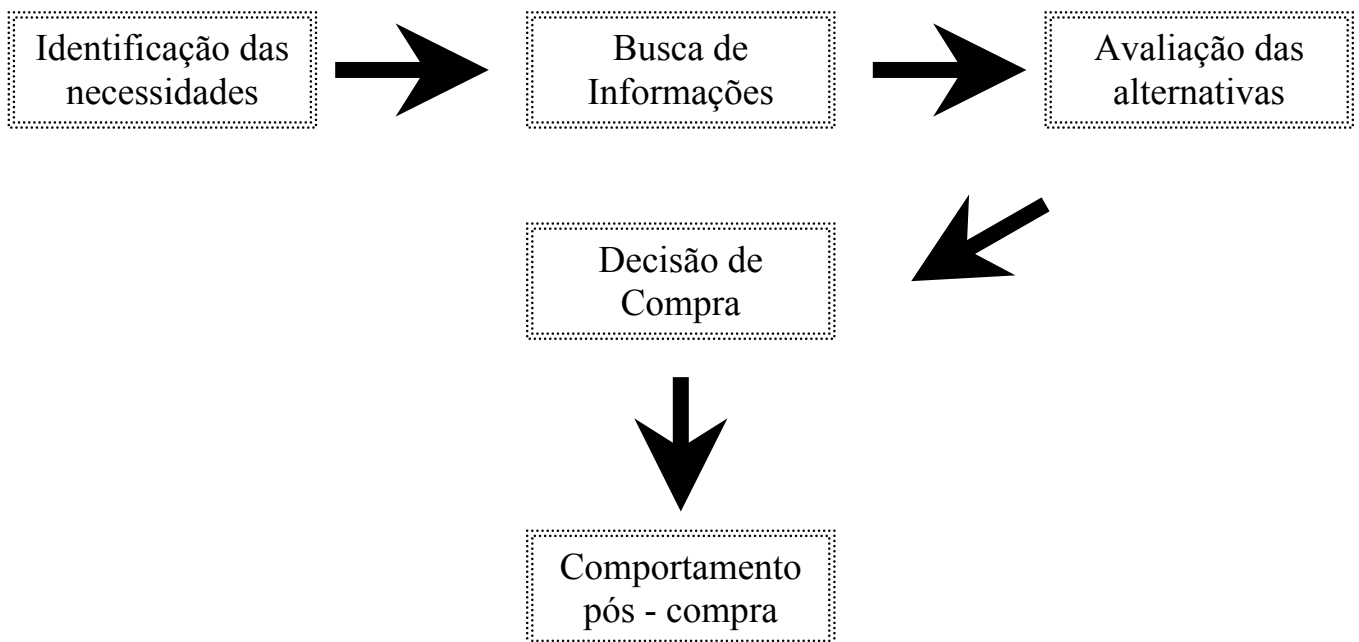 Identificação das
necessidades
Busca de
Informações
Avaliação das
alternativas
Decisão de
Compra
Comportamento
pós - compra